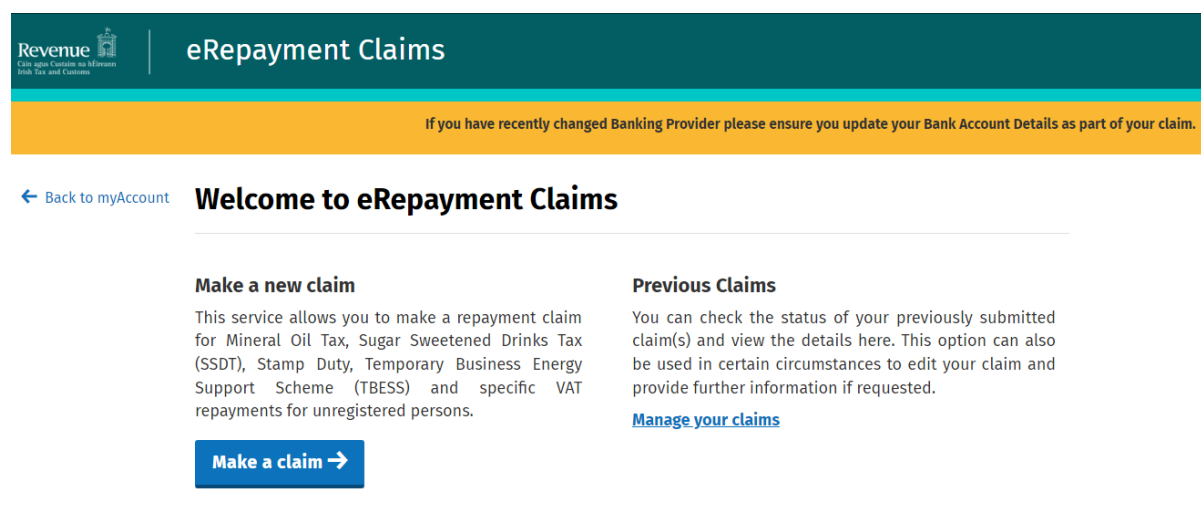 Revenue
Cáin agus Custaim na hÉireann
Irish Tax and Customs
eRepayment Claims
If you have recently changed Banking Provider please ensure you update your Bank Account Details as part of your claim.
Back to myAccount
Welcome to eRepayment Claims
Make a new claim
This service allows you to make a repayment claim
for Mineral Oil Tax, Sugar Sweetened Drinks Tax
(SSDT), Stamp Duty, Temporary Business Energy
Support Scheme (TBESS) and specific VAT
repayments for unregistered persons.
Make a claim
Previous Claims
You can check the status of your previously submitted
claim(s) and view the details here. This option can also
be used in certain circumstances to edit your claim and
provide further information if requested.
Manage your claims